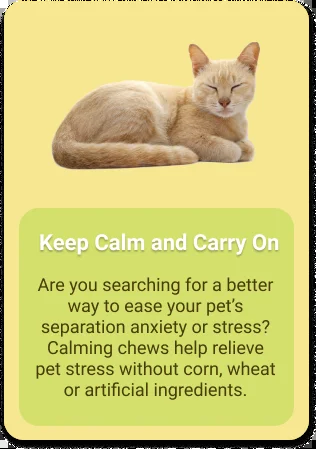 Keep Calm and Carry On
Are you searching for a better
way to ease your pet’s
separation anxiety or stress?
Calming chews help relieve
pet stress without corn, wheat
or artificial ingredients.